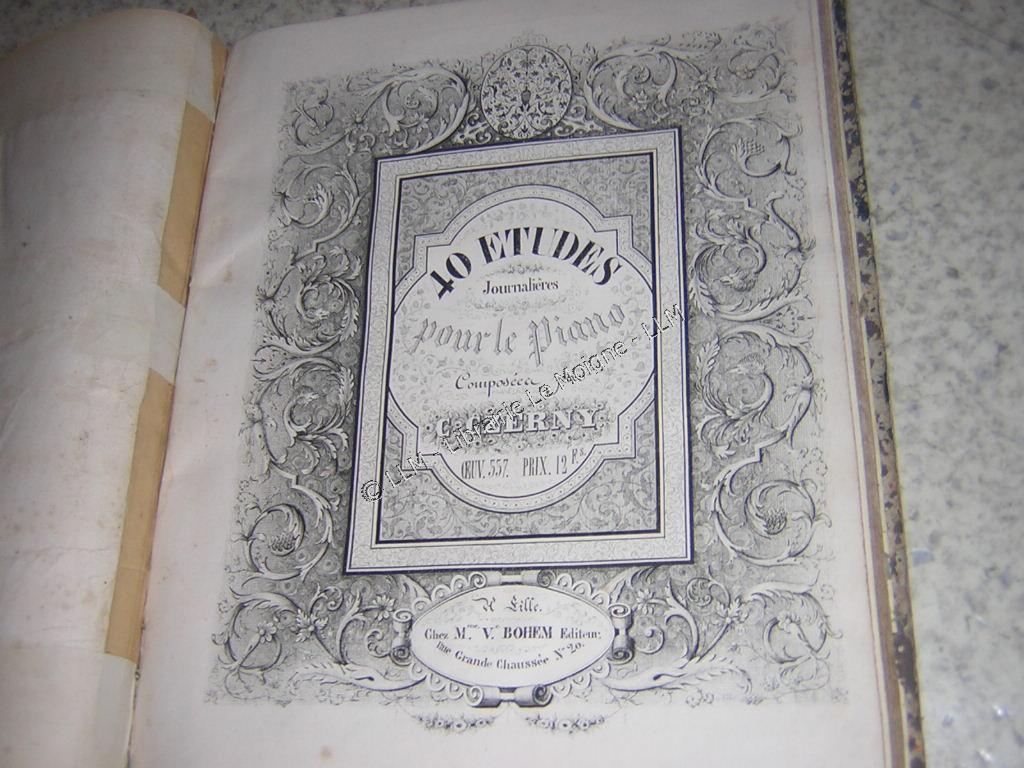 40 ETUDES
Journalières
pour le Piano
Composées
C. CZERNY
ŒUV. 337. PRIX. 12 Fs.
A Lille.
Chez Mme Ve BOHEM Editeur,
Rue Grande Chaussée No 20.
© LLM - Librairie Le Moigne - LLM